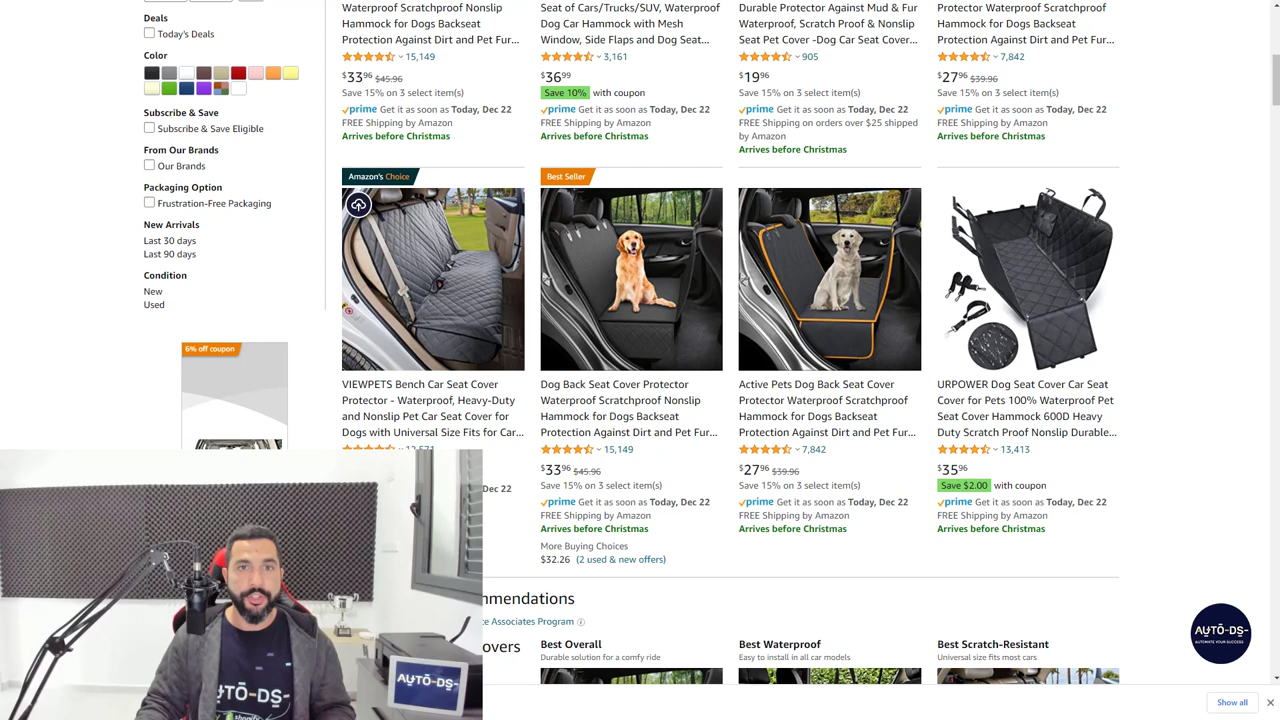 Deals
Today's Deals
Color
Subscribe & Save
Subscribe & Save Eligible
From Our Brands
Our Brands
Packaging Option
Frustration-Free Packaging
New Arrivals
Last 30 days
Last 90 days
Condition
New
Used
6% off coupon
Waterproof Scratchproof Nonslip
Hammock for Dogs Backseat
Protection Against Dirt and Pet Fur...
15,149
$33⁹⁶ $45.96
Save 15% on 3 select item(s)
prime Get it as soon as Today, Dec 22
FREE Shipping by Amazon
Arrives before Christmas
Seat of Cars/Trucks/SUV, Waterproof
Dog Car Hammock with Mesh
Window, Side Flaps and Dog Seat...
3,161
$36⁹⁹
Save 10% with coupon
prime Get it as soon as Today, Dec 22
FREE Shipping by Amazon
Arrives before Christmas
Durable Protector Against Mud & Fur
Waterproof, Scratch Proof & Nonslip
Seat Pet Cover -Dog Car Seat Cover...
905
$19⁹⁶
Save 15% on 3 select item(s)
prime Get it as soon as Today, Dec 22
FREE Shipping on orders over $25 shipped
by Amazon
Arrives before Christmas
Protector Waterproof Scratchproof
Hammock for Dogs Backseat
Protection Against Dirt and Pet Fur...
7,842
$27⁹⁶ $39.96
Save 15% on 3 select item(s)
prime Get it as soon as Today, Dec 22
FREE Shipping by Amazon
Arrives before Christmas
Amazon's Choice
VIEWPETS Bench Car Seat Cover
Protector - Waterproof, Heavy-Duty
and Nonslip Pet Car Seat Cover for
Dogs with Universal Size Fits for Car...
Dec 22
Best Seller
Dog Back Seat Cover Protector
Waterproof Scratchproof Nonslip
Hammock for Dogs Backseat
Protection Against Dirt and Pet Fur...
15,149
$33⁹⁶ $45.96
Save 15% on 3 select item(s)
prime Get it as soon as Today, Dec 22
FREE Shipping by Amazon
Arrives before Christmas
More Buying Choices
$32.26 (2 used & new offers)
Active Pets Dog Back Seat Cover
Protector Waterproof Scratchproof
Hammock for Dogs Backseat
Protection Against Dirt and Pet Fur...
7,842
$27⁹⁶ $39.96
Save 15% on 3 select item(s)
prime Get it as soon as Today, Dec 22
FREE Shipping by Amazon
Arrives before Christmas
URPOWER Dog Seat Cover Car Seat
Cover for Pets 100% Waterproof Pet
Seat Cover Hammock 600D Heavy
Duty Scratch Proof Nonslip Durable...
13,413
$35⁹⁶
Save $2.00 with coupon
prime Get it as soon as Today, Dec 22
FREE Shipping by Amazon
Arrives before Christmas
mmendations
te Associates Program
overs
Best Overall
Durable solution for a comfy ride
Best Waterproof
Easy to install in all car models
Best Scratch-Resistant
Universal size fits most cars
AUTO-DS-
AUTOMATE YOUR SUCCESS
AUTO-DS-
shopify
AUTO-DS-
Show all